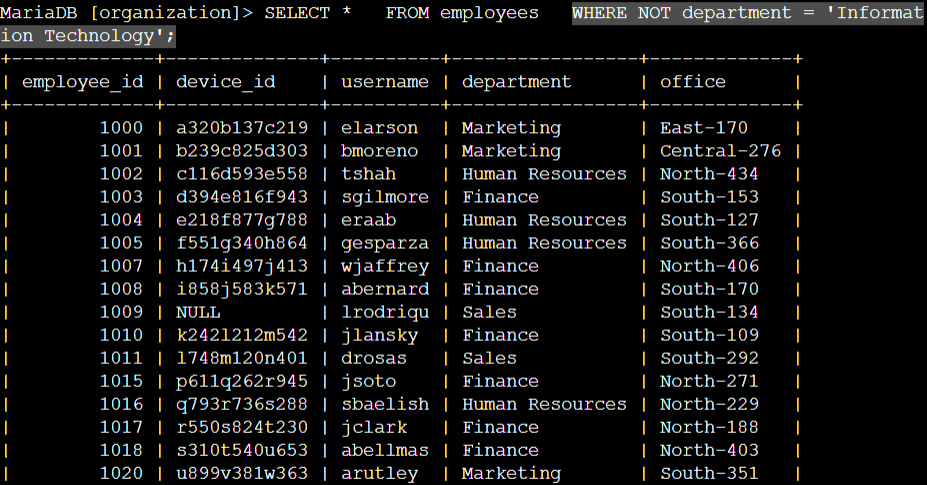 MariaDB [organization]> SELECT *   FROM employees   WHERE NOT department = 'Informat
ion Technology';
+-------------+--------------+----------+-----------------+-------------+
| employee_id | device_id    | username | department      | office      |
+-------------+--------------+----------+-----------------+-------------+
|        1000 | a320b137c219 | elarson  | Marketing       | East-170    |
|        1001 | b239c825d303 | bmoreno  | Marketing       | Central-276 |
|        1002 | c116d593e558 | tshah    | Human Resources | North-434   |
|        1003 | d394e816f943 | sgilmore | Finance         | South-153   |
|        1004 | e218f877g788 | eraab    | Human Resources | South-127   |
|        1005 | f551g340h864 | gesparza | Human Resources | South-366   |
|        1007 | h174i497j413 | wjaffrey | Finance         | North-406   |
|        1008 | i858j583k571 | abernard | Finance         | South-170   |
|        1009 | NULL         | lrodriqu | Sales           | South-134   |
|        1010 | k242l212m542 | jlansky  | Finance         | South-109   |
|        1011 | l748m120n401 | drosas   | Sales           | South-292   |
|        1015 | p611q262r945 | jsoto    | Finance         | North-271   |
|        1016 | q793r736s288 | sbaelish | Human Resources | North-229   |
|        1017 | r550s824t230 | jclark   | Finance         | North-188   |
|        1018 | s310t540u653 | abellmas | Finance         | North-403   |
|        1020 | u899v381w363 | arutley  | Marketing       | South-351   |